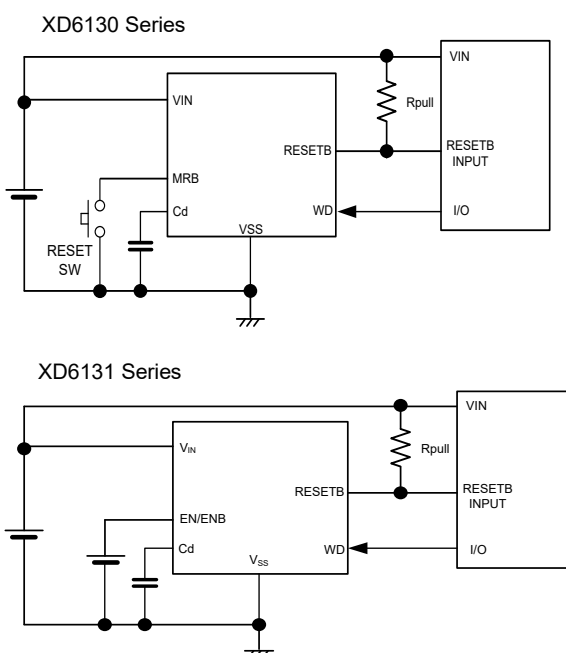 XD6130 Series
VIN
VIN
Rpull
RESETB
RESETB
INPUT
MRB
Cd
WD
I/O
VSS
RESET
SW
XD6131 Series
VIN
VIN
Rpull
RESETB
RESETB
INPUT
EN/ENB
Cd
WD
I/O
VSS